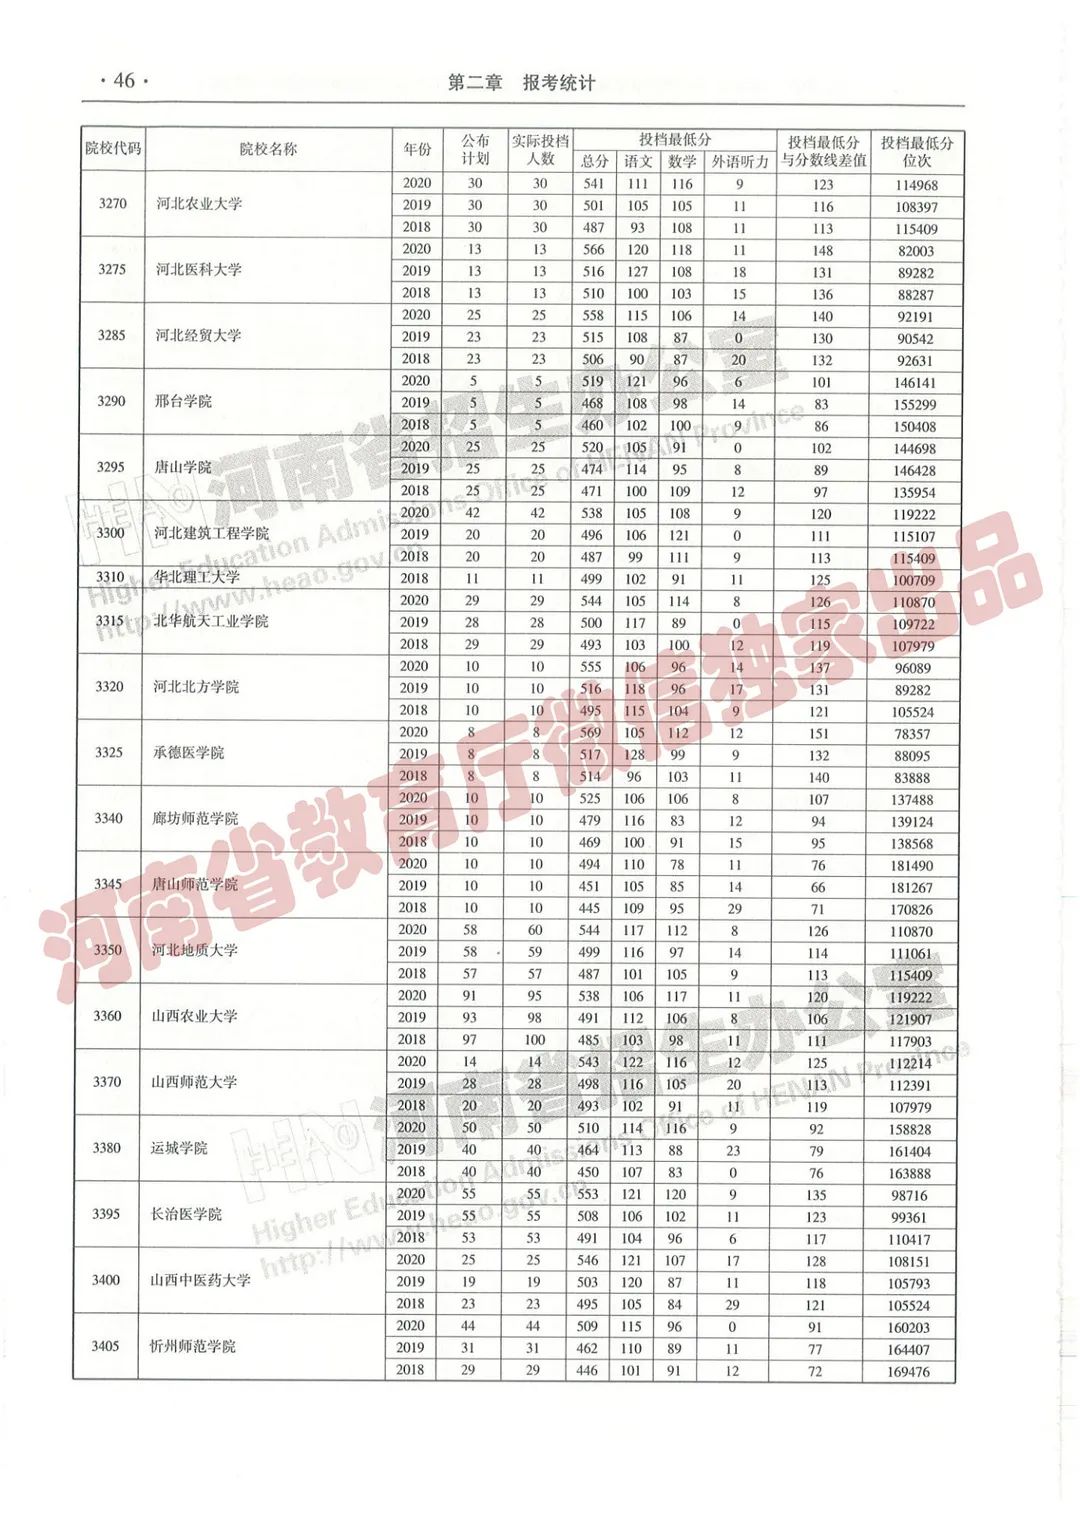 · 46 ·
第二章 报考统计
院校代码 院校名称 年份 公布计划 实际投档人数 投档最低分 投档最低分与分数线差值 投档最低分位次
总分 语文 数学 外语听力
2020 30 30 541 111 116 9 123 114968
3270 河北农业大学 2019 30 30 501 105 105 11 116 108397
2018 30 30 487 93 108 11 113 115409
2020 13 13 566 120 118 11 148 82003
3275 河北医科大学 2019 13 13 516 127 108 18 131 89282
2018 13 13 510 100 103 15 136 88287
2020 25 25 558 115 106 14 140 92191
3285 河北经贸大学 2019 23 23 515 108 87 0 130 90542
2018 23 23 506 90 87 20 132 92631
2020 5 5 519 121 96 6 101 146141
3290 邢台学院 2019 5 5 468 108 98 14 83 155299
2018 5 5 460 102 100 9 86 150408
2020 25 25 520 105 91 0 102 144698
3295 唐山学院 2019 25 25 474 114 95 8 89 146428
2018 25 25 471 100 109 12 97 135954
2020 42 42 538 105 108 9 120 119222
3300 河北建筑工程学院 2019 20 20 496 106 121 0 111 115107
2018 20 20 487 99 111 9 113 115409
3310 华北理工大学 2018 11 11 499 102 91 11 125 100709
2020 29 29 544 105 114 8 126 110870
3315 北华航天工业学院 2019 28 28 500 117 89 0 115 109722
2018 29 29 493 103 100 12 119 107979
2020 10 10 555 106 96 14 137 96089
3320 河北北方学院 2019 10 10 516 118 96 17 131 89282
2018 10 10 495 115 104 9 121 105524
2020 8 8 569 105 112 12 151 78357
3325 承德医学院 2019 8 8 517 128 99 9 132 88095
2018 8 8 514 96 103 11 140 83888
2020 10 10 525 106 106 8 107 137488
3340 廊坊师范学院 2019 10 10 479 116 83 12 94 139124
2018 10 10 469 100 91 15 95 138568
2020 10 10 494 110 78 11 76 181490
3345 唐山师范学院 2019 10 10 451 105 85 14 66 181267
2018 10 10 445 109 95 29 71 170826
2020 58 60 544 117 112 8 126 110870
3350 河北地质大学 2019 58 59 499 116 97 14 114 111061
2018 57 57 487 101 105 9 113 115409
2020 91 95 538 106 117 11 120 119222
3360 山西农业大学 2019 93 98 491 112 106 8 106 121907
2018 97 100 485 103 98 11 111 117903
2020 14 14 543 122 116 12 125 112214
3370 山西师范大学 2019 28 28 498 116 105 20 113 112391
2018 20 20 493 102 91 11 119 107979
2020 50 50 510 114 116 9 92 158828
3380 运城学院 2019 40 40 464 113 88 23 79 161404
2018 40 40 450 107 83 0 76 163888
2020 55 55 553 121 120 9 135 98716
3395 长治医学院 2019 55 55 508 106 102 11 123 99361
2018 53 53 491 104 96 6 117 110417
2020 25 25 546 121 107 17 128 108151
3400 山西中医药大学 2019 19 19 503 120 87 11 118 105793
2018 23 23 495 105 84 29 121 105524
2020 44 44 509 115 96 0 91 160203
3405 忻州师范学院 2019 31 31 462 110 89 11 77 164407
2018 29 29 446 101 91 12 72 169476
HEAO 河南省招生办公室
Higher Education Admissions Office of HENAN Province
http://www.heao.gov.cn
河南省教育厅微信独家出品
HEAO 河南省招生办公室
Higher Education Admissions Office of HENAN Province
http://www.heao.gov.cn